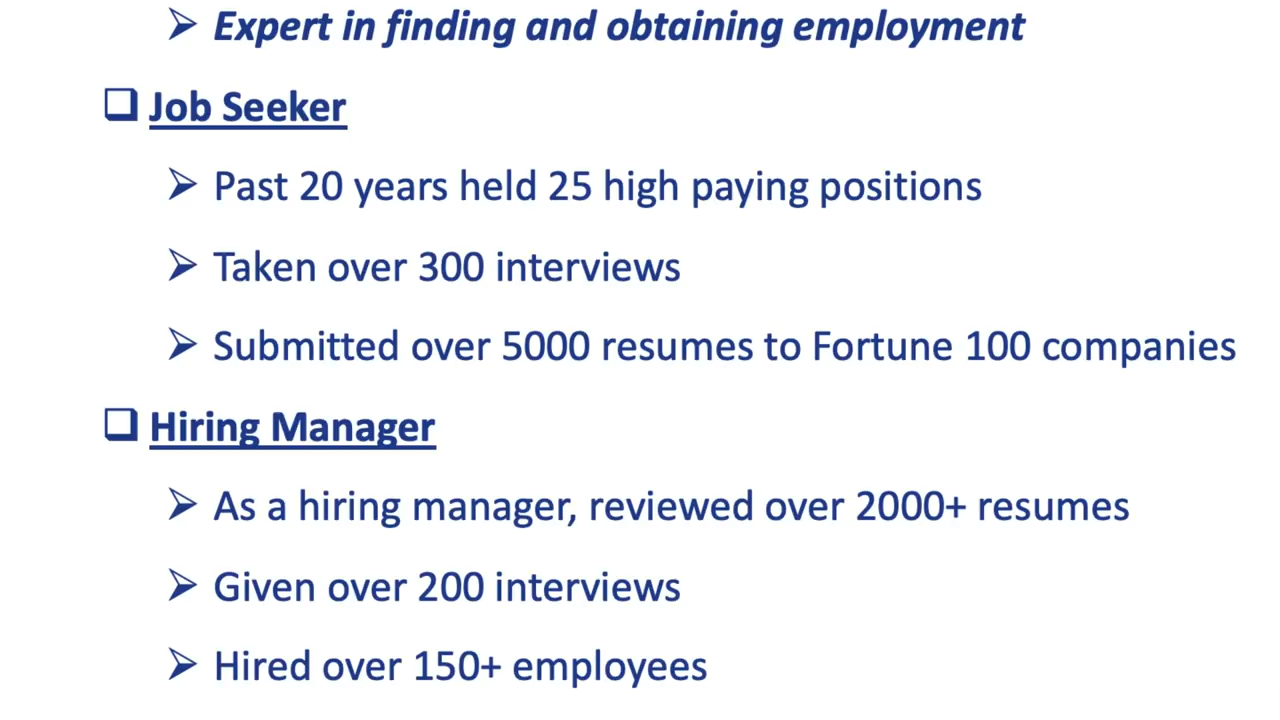 Expert in finding and obtaining employment
Job Seeker
Past 20 years held 25 high paying positions
Taken over 300 interviews
Submitted over 5000 resumes to Fortune 100 companies
Hiring Manager
As a hiring manager, reviewed over 2000+ resumes
Given over 200 interviews
Hired over 150+ employees